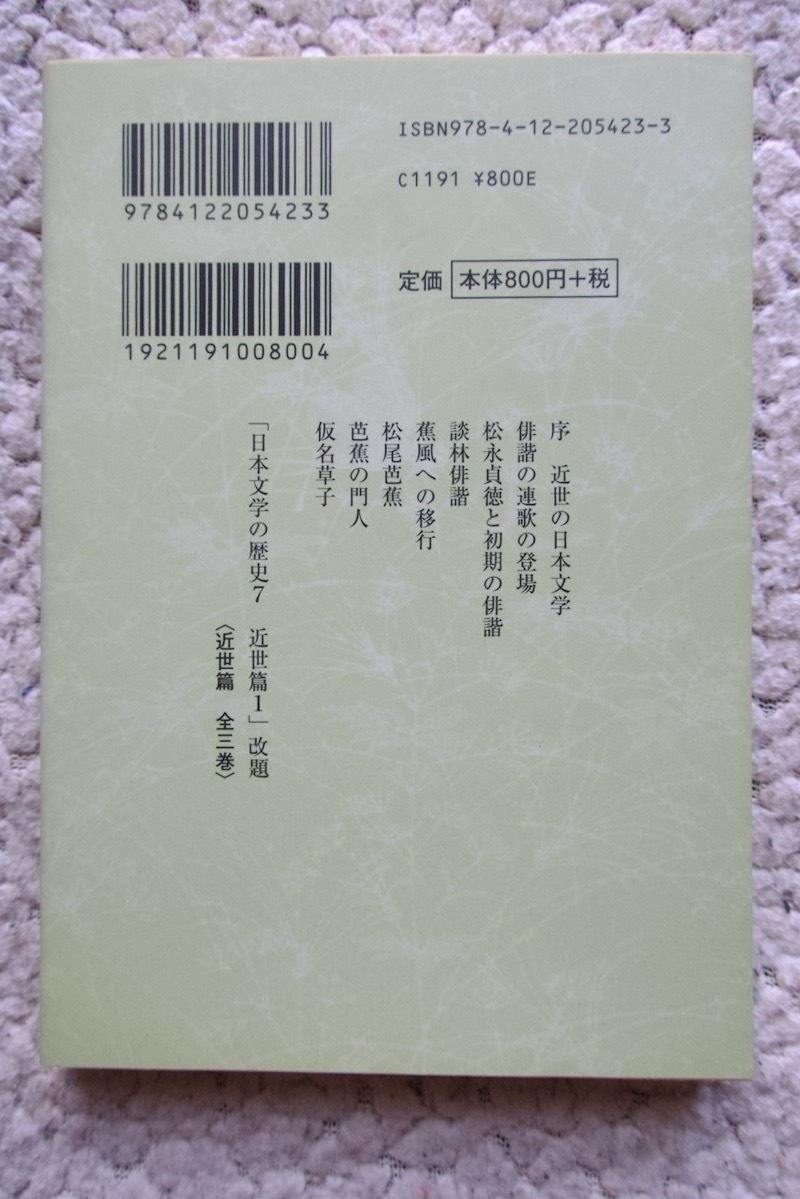 9784122054233
ISBN978-4-12-205423-3
C1191 ¥800E
1921191008004
定価 本体800円+税
序 近世の日本文学
俳諧の連歌の登場
松永貞徳と初期の俳諧
談林俳諧
蕉風への移行
松尾芭蕉
芭蕉の門人
仮名草子
「日本文学の歴史7 近世篇1」改題
〈近世篇 全三巻〉